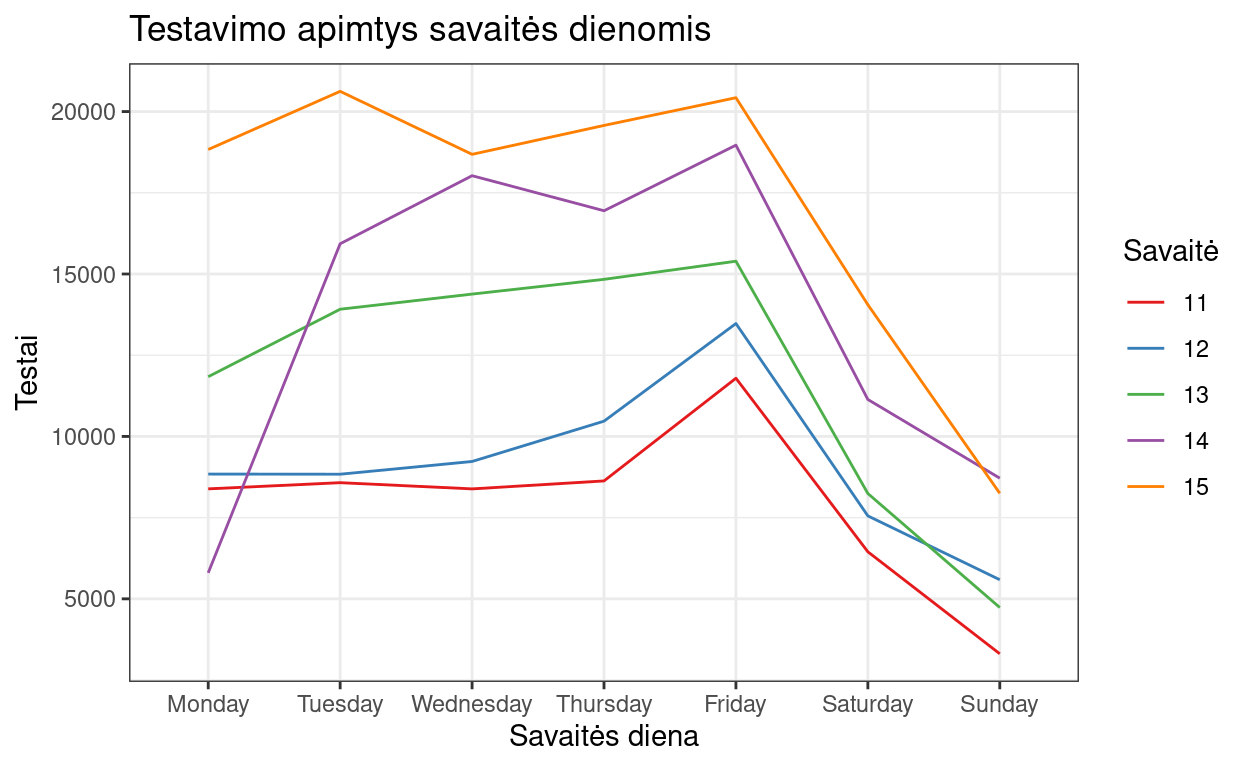 Testavimo apimtys savaitės dienomis
Testai
20000
15000
10000
5000
Monday Tuesday Wednesday Thursday Friday Saturday Sunday
Savaitės diena
Savaitė
11
12
13
14
15